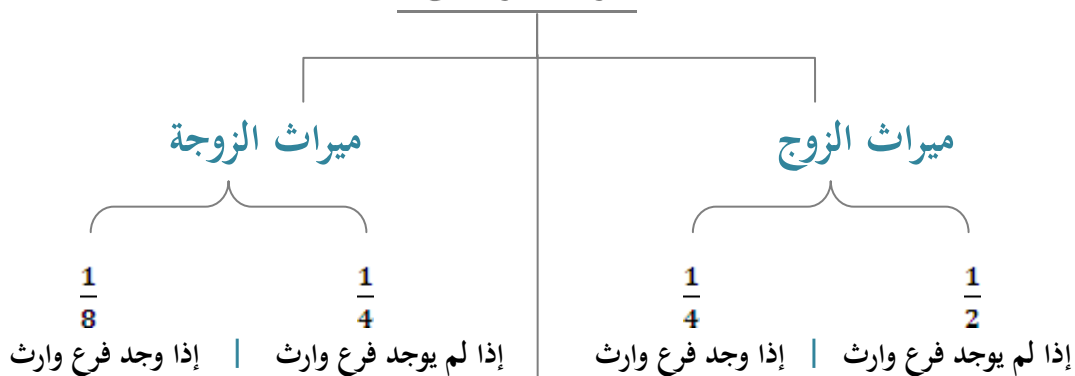 ميراث الزوج
ميراث الزوجة
1/2
1/4
1/4
1/8
إذا لم يوجد فرع وارث | إذا وجد فرع وارث
إذا لم يوجد فرع وارث | إذا وجد فرع وارث